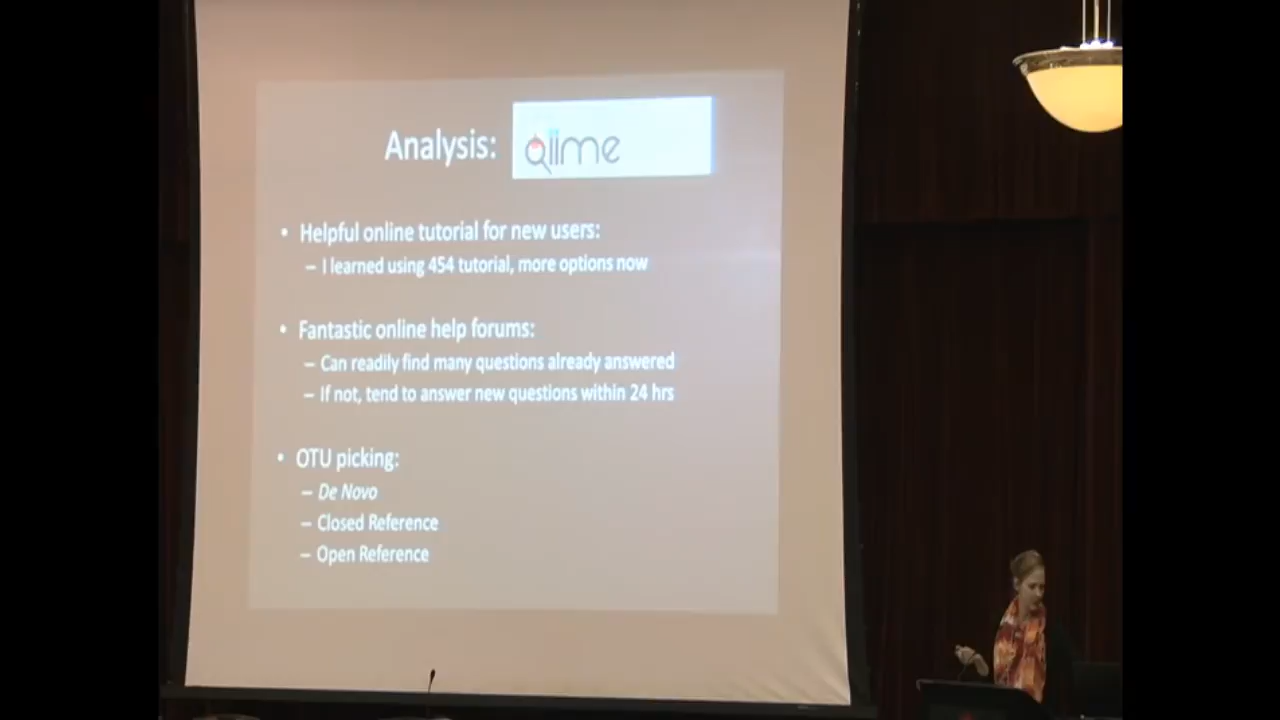 Analysis: QIIME
• Helpful online tutorial for new users:
– I learned using 454 tutorial, more options now
• Fantastic online help forums:
– Can readily find many questions already answered
– If not, tend to answer new questions within 24 hrs
• OTU picking:
– De Novo
– Closed Reference
– Open Reference